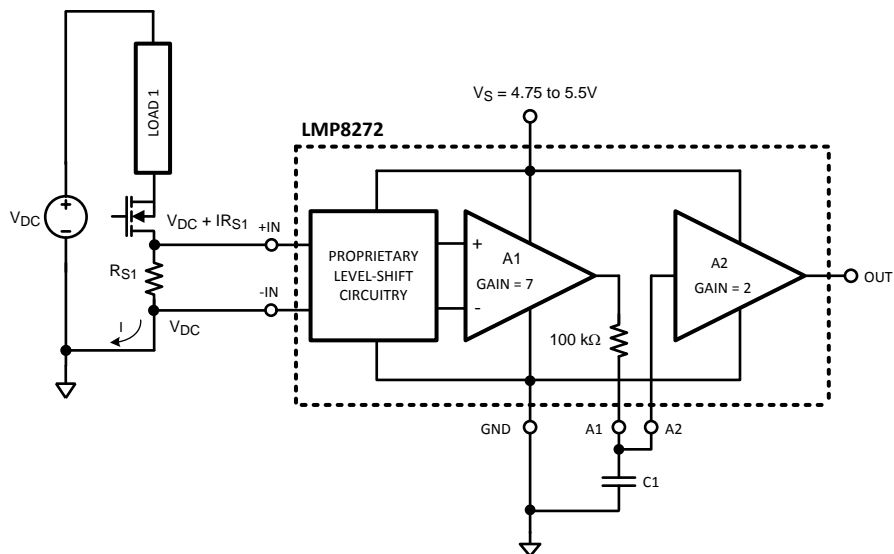 V_S = 4.75 to 5.5V
LMP8272
LOAD 1
V_DC
+
-
V_DC + IR_S1
+IN
R_S1
-IN
V_DC
I
PROPRIETARY
LEVEL-SHIFT
CIRCUITRY
+
-
A1
GAIN = 7
A2
GAIN = 2
OUT
100 kΩ
GND
A1
A2
C1